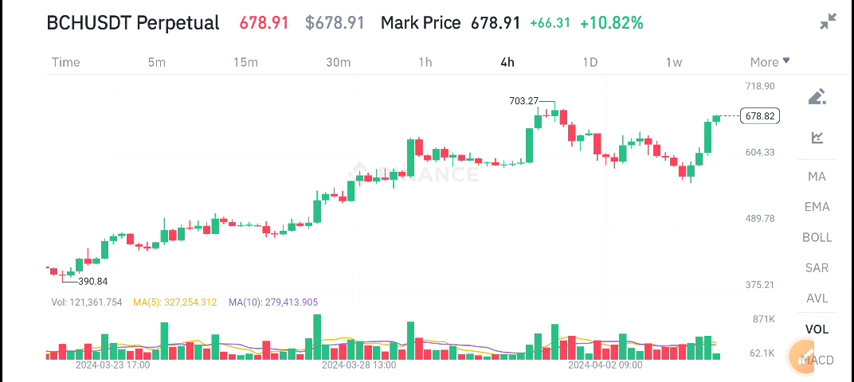 BCHUSDT Perpetual 678.91 $678.91 Mark Price 678.91 +66.31 +10.82%
Time 5m 15m 30m 1h 4h 1D 1w More
718.90
703.27
678.82
604.33
BINANCE
MA
EMA
489.78
BOLL
SAR
390.84
375.21
AVL
Vol: 121,361.754 MA(5): 327,254.312 MA(10): 279,413.905
871K
VOL
62.1K
MACD
2024-03-23 17:00 2024-03-28 13:00 2024-04-02 09:00